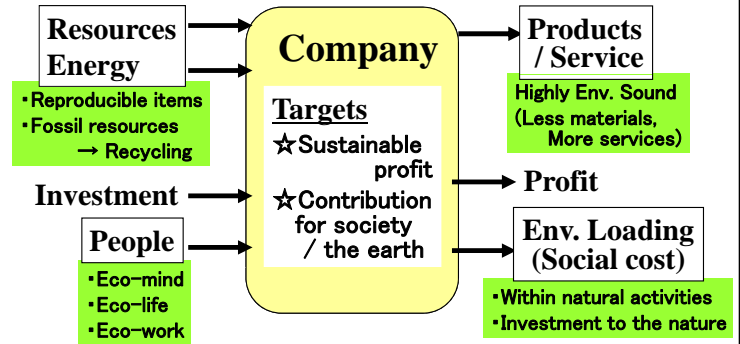 Resources
Energy
・Reproducible items
・Fossil resources
→ Recycling
Investment
People
・Eco-mind
・Eco-life
・Eco-work
Company
Targets
☆Sustainable
profit
☆Contribution
for society
/ the earth
Products
/ Service
Highly Env. Sound
(Less materials,
More services)
Profit
Env. Loading
(Social cost)
・Within natural activities
・Investment to the nature